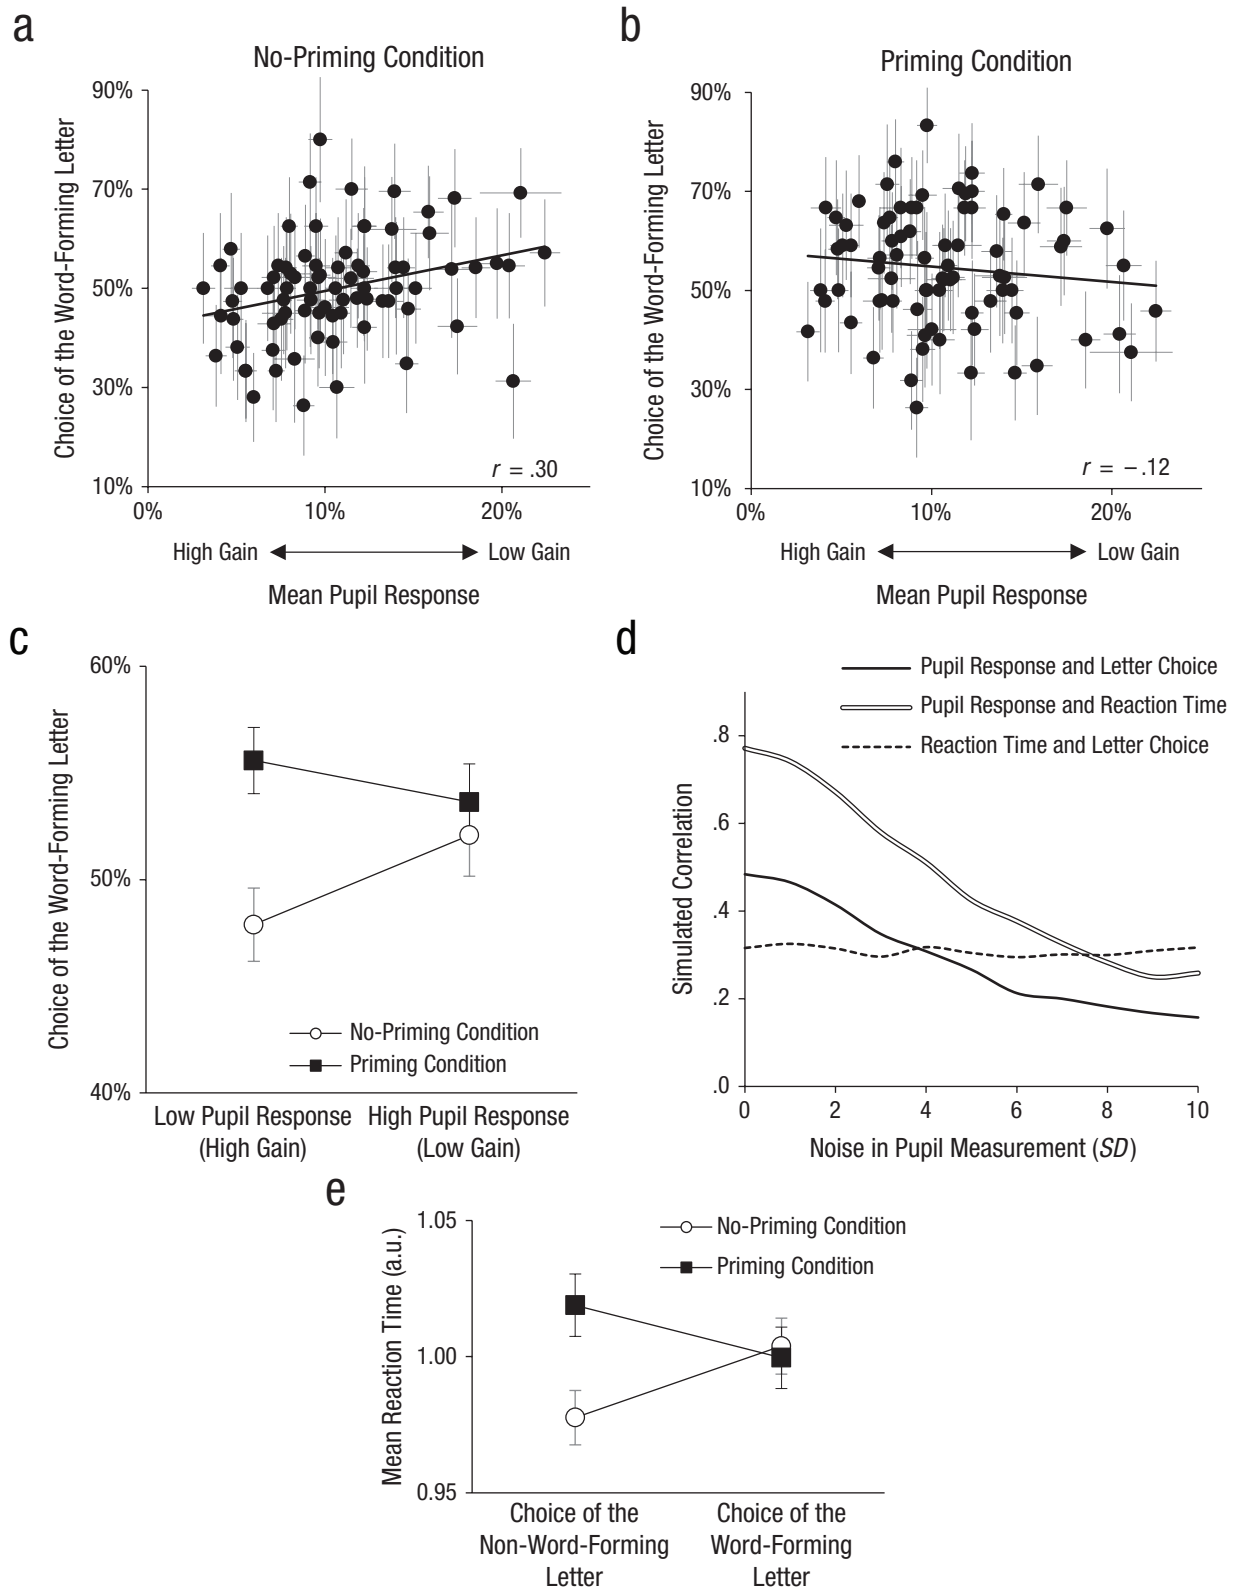 a
No-Priming Condition
Choice of the Word-Forming Letter
90%
70%
50%
30%
10%
r = .30
0%
10%
20%
High Gain
Low Gain
Mean Pupil Response
b
Priming Condition
Choice of the Word-Forming Letter
90%
70%
50%
30%
10%
r = −.12
0%
10%
20%
High Gain
Low Gain
Mean Pupil Response
c
Choice of the Word-Forming Letter
60%
50%
40%
No-Priming Condition
Priming Condition
Low Pupil Response
(High Gain)
High Pupil Response
(Low Gain)
d
Pupil Response and Letter Choice
Pupil Response and Reaction Time
Reaction Time and Letter Choice
Simulated Correlation
.8
.6
.4
.2
.0
0
2
4
6
8
10
Noise in Pupil Measurement (SD)
e
Mean Reaction Time (a.u.)
1.05
1.00
0.95
No-Priming Condition
Priming Condition
Choice of the
Non-Word-Forming
Letter
Choice of the
Word-Forming
Letter